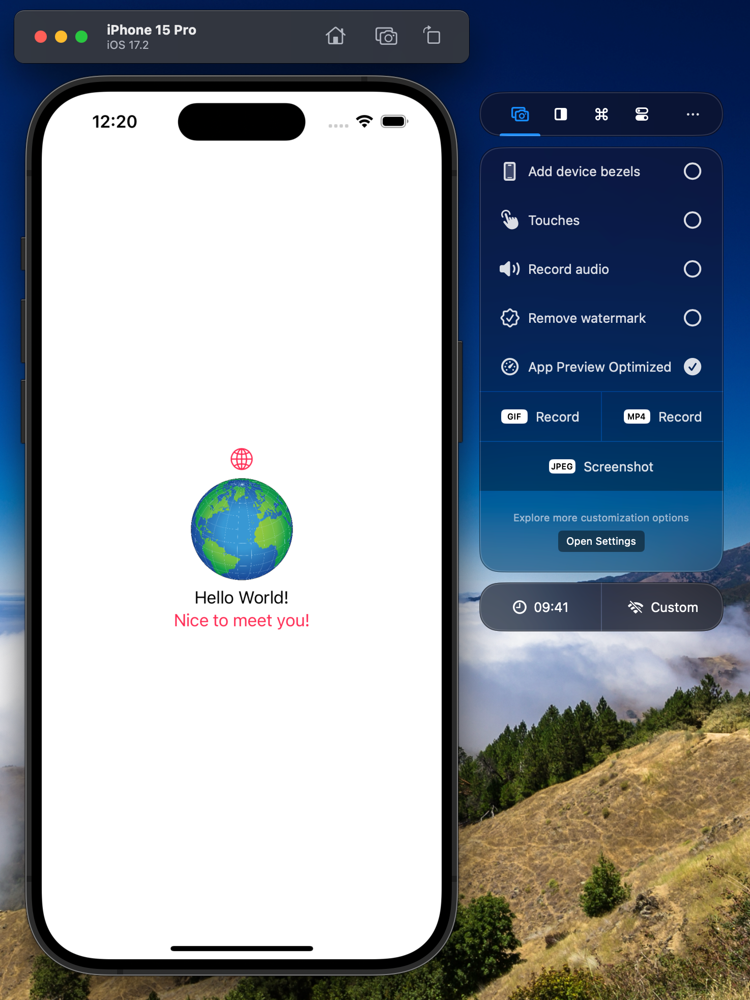 iPhone 15 Pro
iOS 17.2
12:20
Hello World!
Nice to meet you!
Add device bezels
Touches
Record audio
Remove watermark
App Preview Optimized
GIF Record
MP4 Record
JPEG Screenshot
Explore more customization options
Open Settings
09:41
Custom